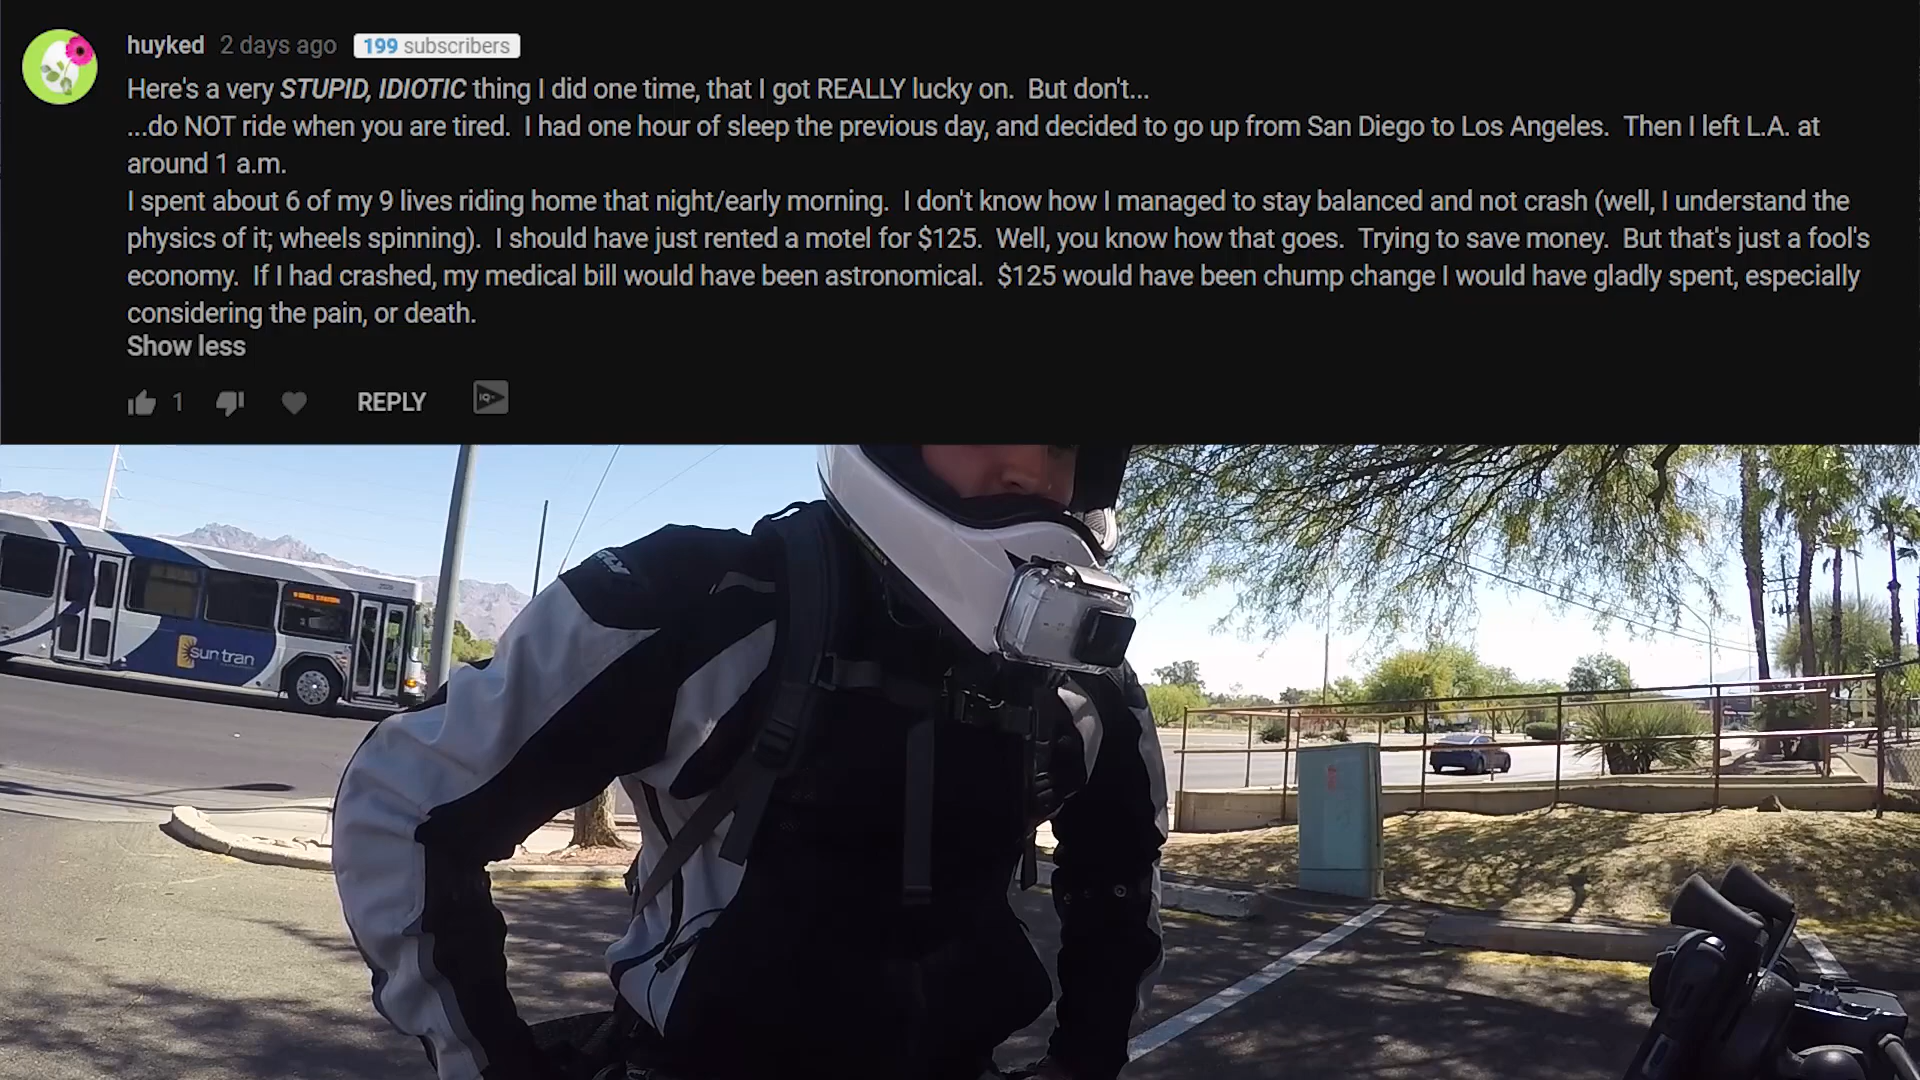 huyked 2 days ago 199 subscribers
Here's a very STUPID, IDIOTIC thing I did one time, that I got REALLY lucky on. But don't...
...do NOT ride when you are tired. I had one hour of sleep the previous day, and decided to go up from San Diego to Los Angeles. Then I left L.A. at
around 1 a.m.
I spent about 6 of my 9 lives riding home that night/early morning. I don't know how I managed to stay balanced and not crash (well, I understand the
physics of it; wheels spinning). I should have just rented a motel for $125. Well, you know how that goes. Trying to save money. But that's just a fool's
economy. If I had crashed, my medical bill would have been astronomical. $125 would have been chump change I would have gladly spent, especially
considering the pain, or death.
Show less
1 REPLY
sun tran